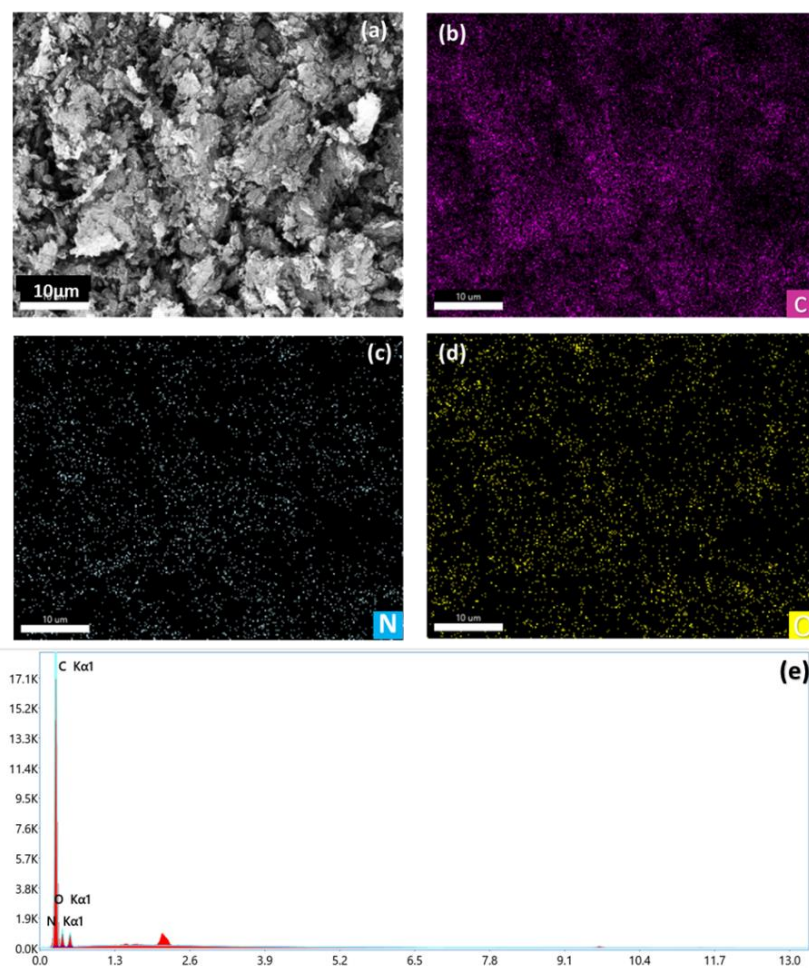 (a)
10µm
(b)
10 um
C
(c)
10 um
N
(d)
10 um
O
(e)
C Kα1
17.1K
15.2K
13.3K
11.4K
9.5K
7.6K
5.7K
3.8K
O Kα1
1.9K
N Kα1
0.0K
0.0 1.3 2.6 3.9 5.2 6.5 7.8 9.1 10.4 11.7 13.0